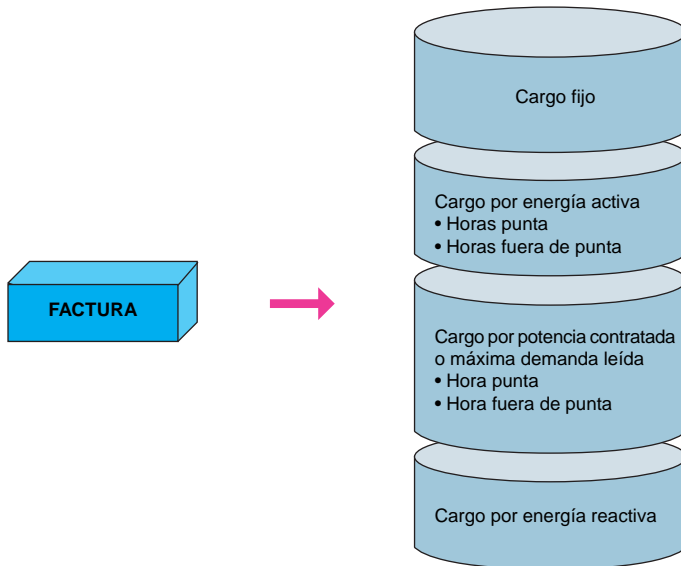 Cargo fijo
Cargo por energía activa
• Horas punta
• Horas fuera de punta
FACTURA
Cargo por potencia contratada
o máxima demanda leída
• Hora punta
• Hora fuera de punta
Cargo por energía reactiva